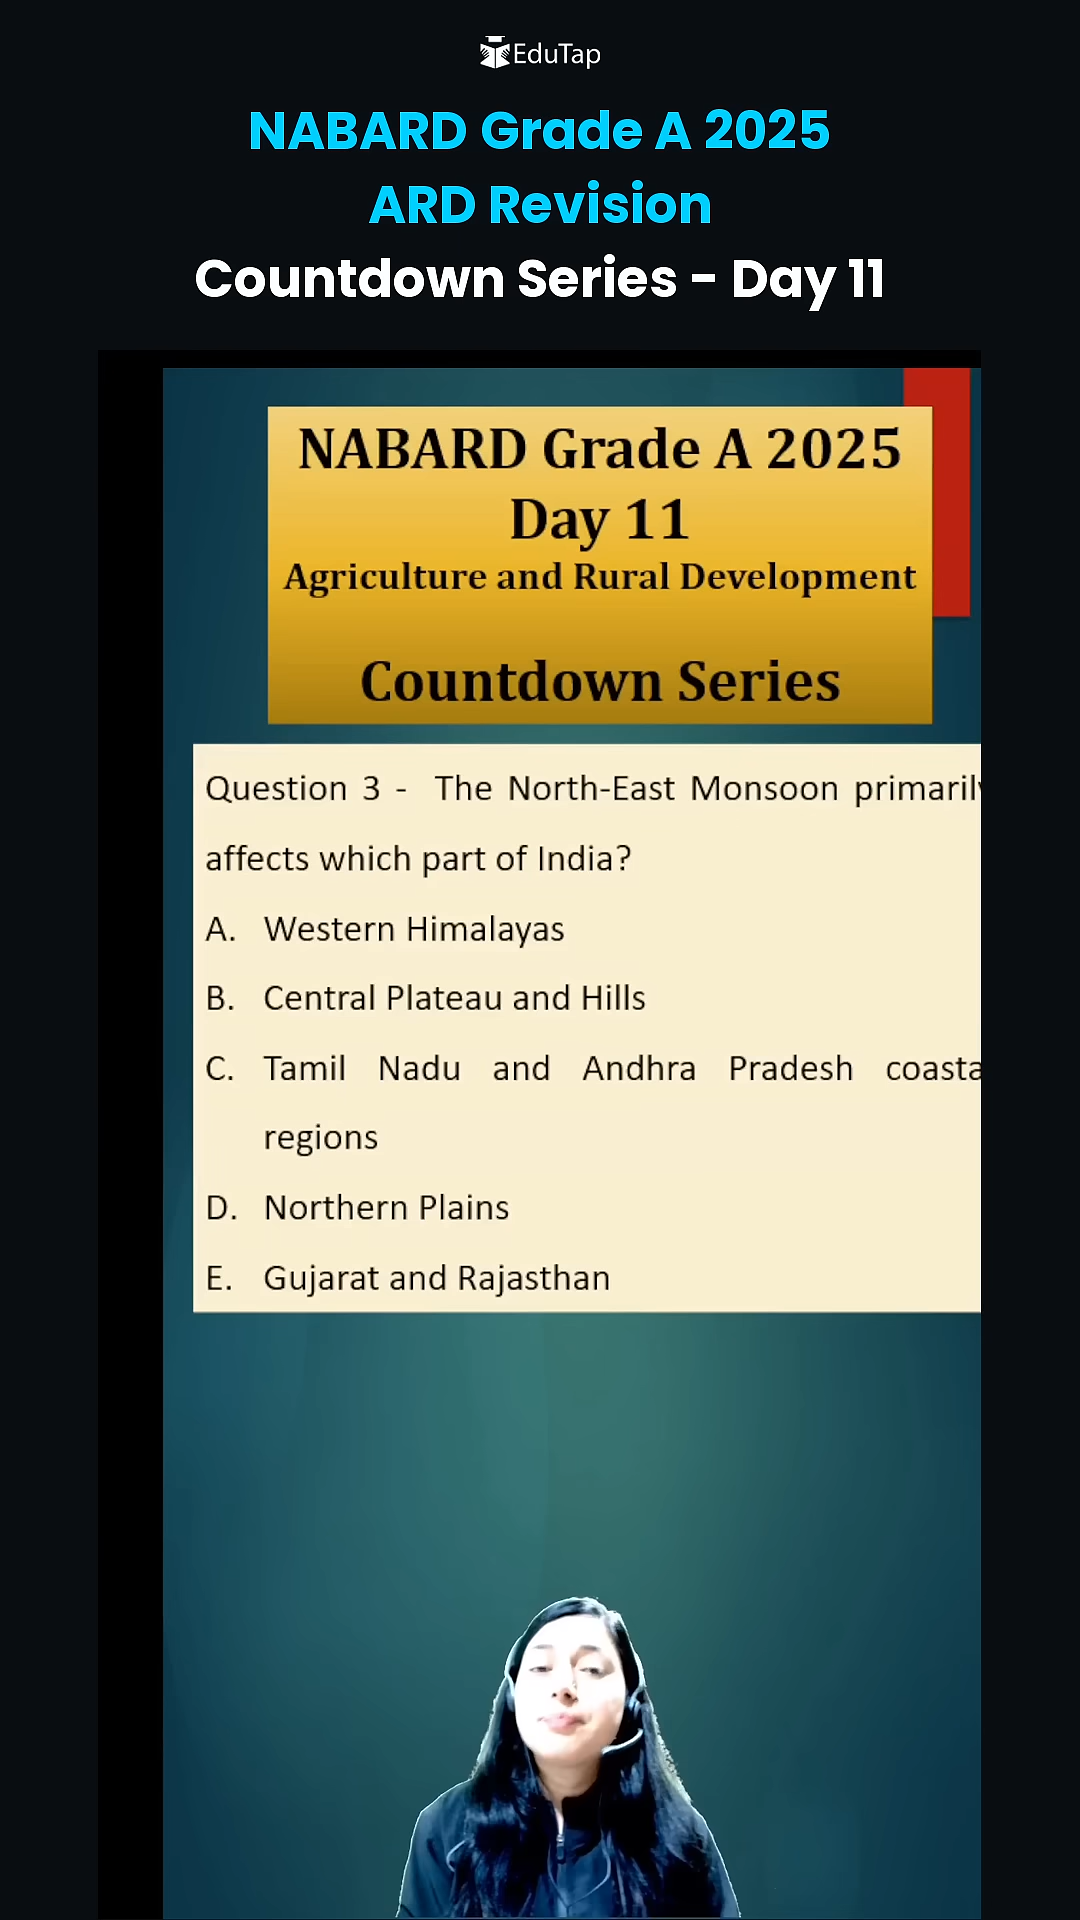 EduTap
NABARD Grade A 2025
ARD Revision
Countdown Series - Day 11
NABARD Grade A 2025
Day 11
Agriculture and Rural Development
Countdown Series
Question 3 - The North-East Monsoon primarily
affects which part of India?
A. Western Himalayas
B. Central Plateau and Hills
C. Tamil Nadu and Andhra Pradesh coasta
regions
D. Northern Plains
E. Gujarat and Rajasthan